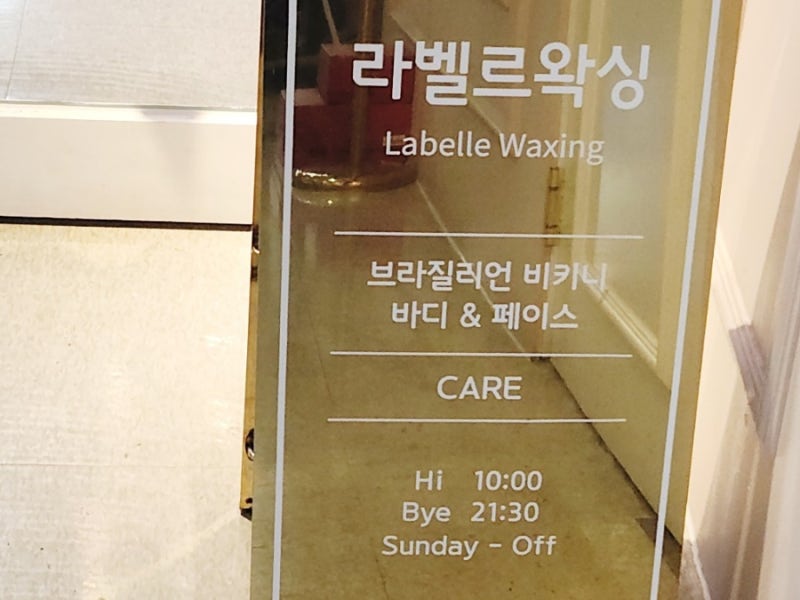 라벨르왁싱
Labelle Waxing
브라질리언 비키니
바디 & 페이스
CARE
Hi 10:00
Bye 21:30
Sunday - Off